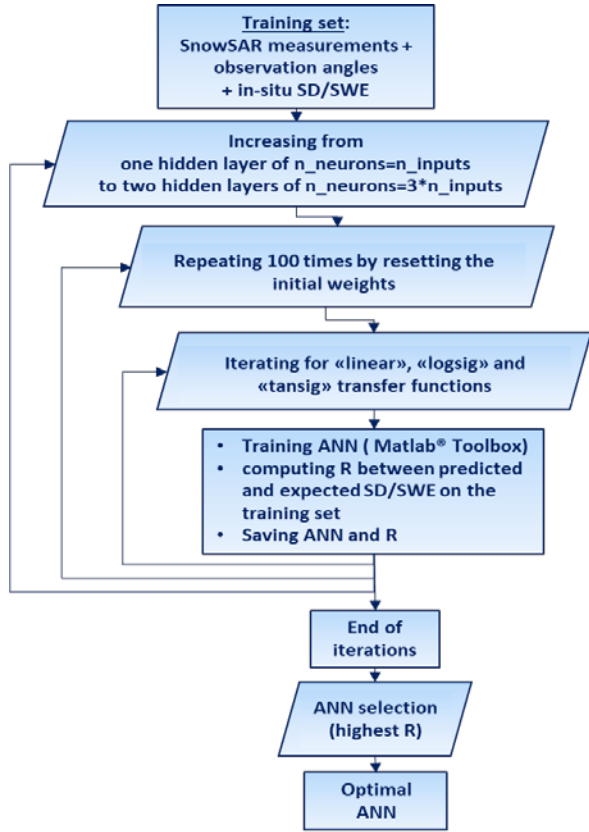 Training set:
SnowSAR measurements +
observation angles
+ in-situ SD/SWE
Increasing from
one hidden layer of n_neurons=n_inputs
to two hidden layers of n_neurons=3*n_inputs
Repeating 100 times by resetting the
initial weights
Iterating for «linear», «logsig» and
«tansig» transfer functions
• Training ANN ( Matlab® Toolbox)
• computing R between predicted
and expected SD/SWE on the
training set
• Saving ANN and R
End of
iterations
ANN selection
(highest R)
Optimal
ANN